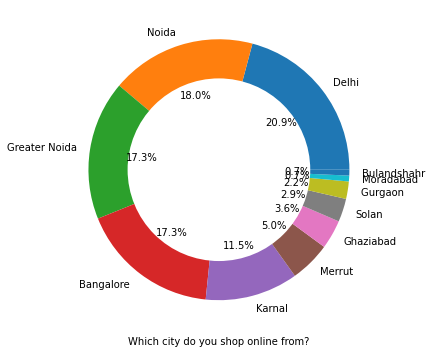 Noida
Delhi
18.0%
20.9%
Greater Noida
17.3%
0.7%
Bulandshahr
0.7%
Moradabad
2.2%
Gurgaon
2.9%
Solan
3.6%
Ghaziabad
5.0%
17.3%
11.5%
Merrut
Bangalore
Karnal
Which city do you shop online from?